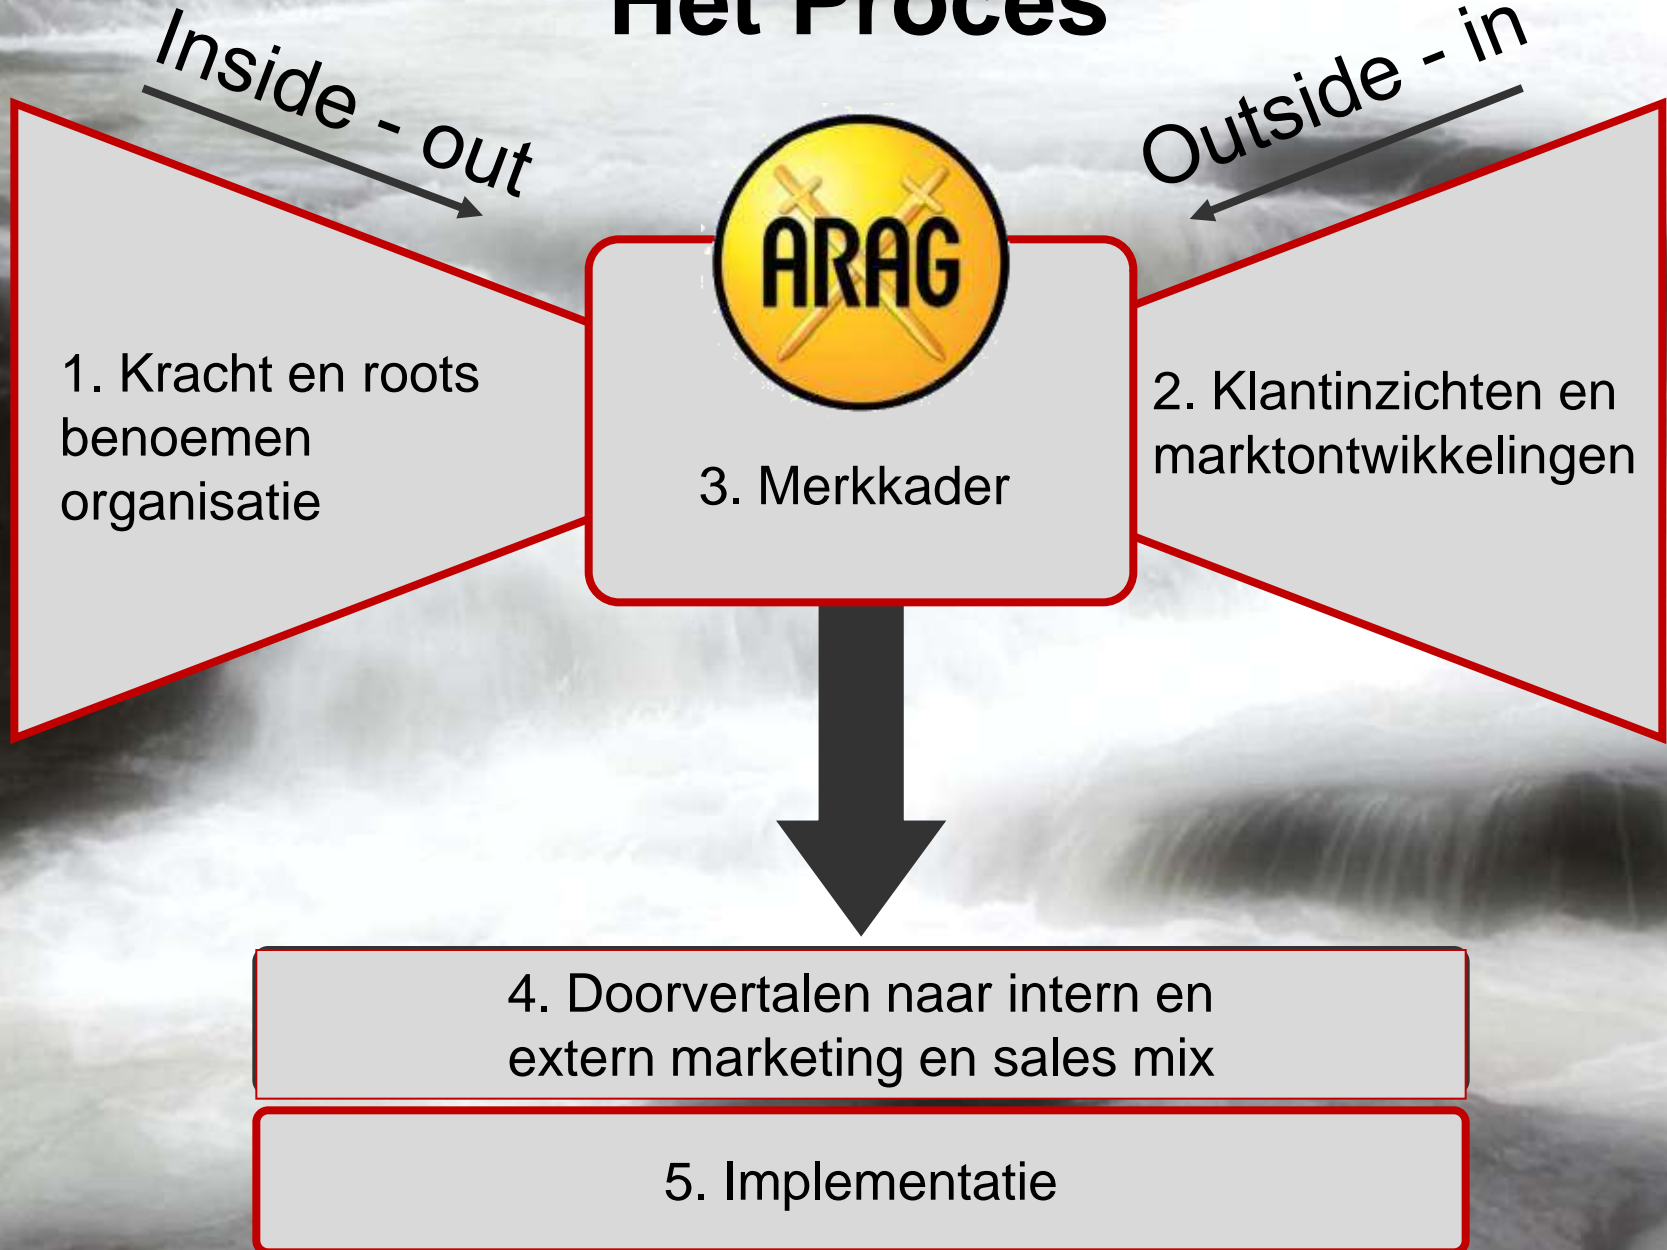 Het Proces
Inside - out
Outside - in
ARAG
1. Kracht en roots
benoemen
organisatie
2. Klantinzichten en
marktontwikkelingen
3. Merkkader
4. Doorvertalen naar intern en
extern marketing en sales mix
5. Implementatie